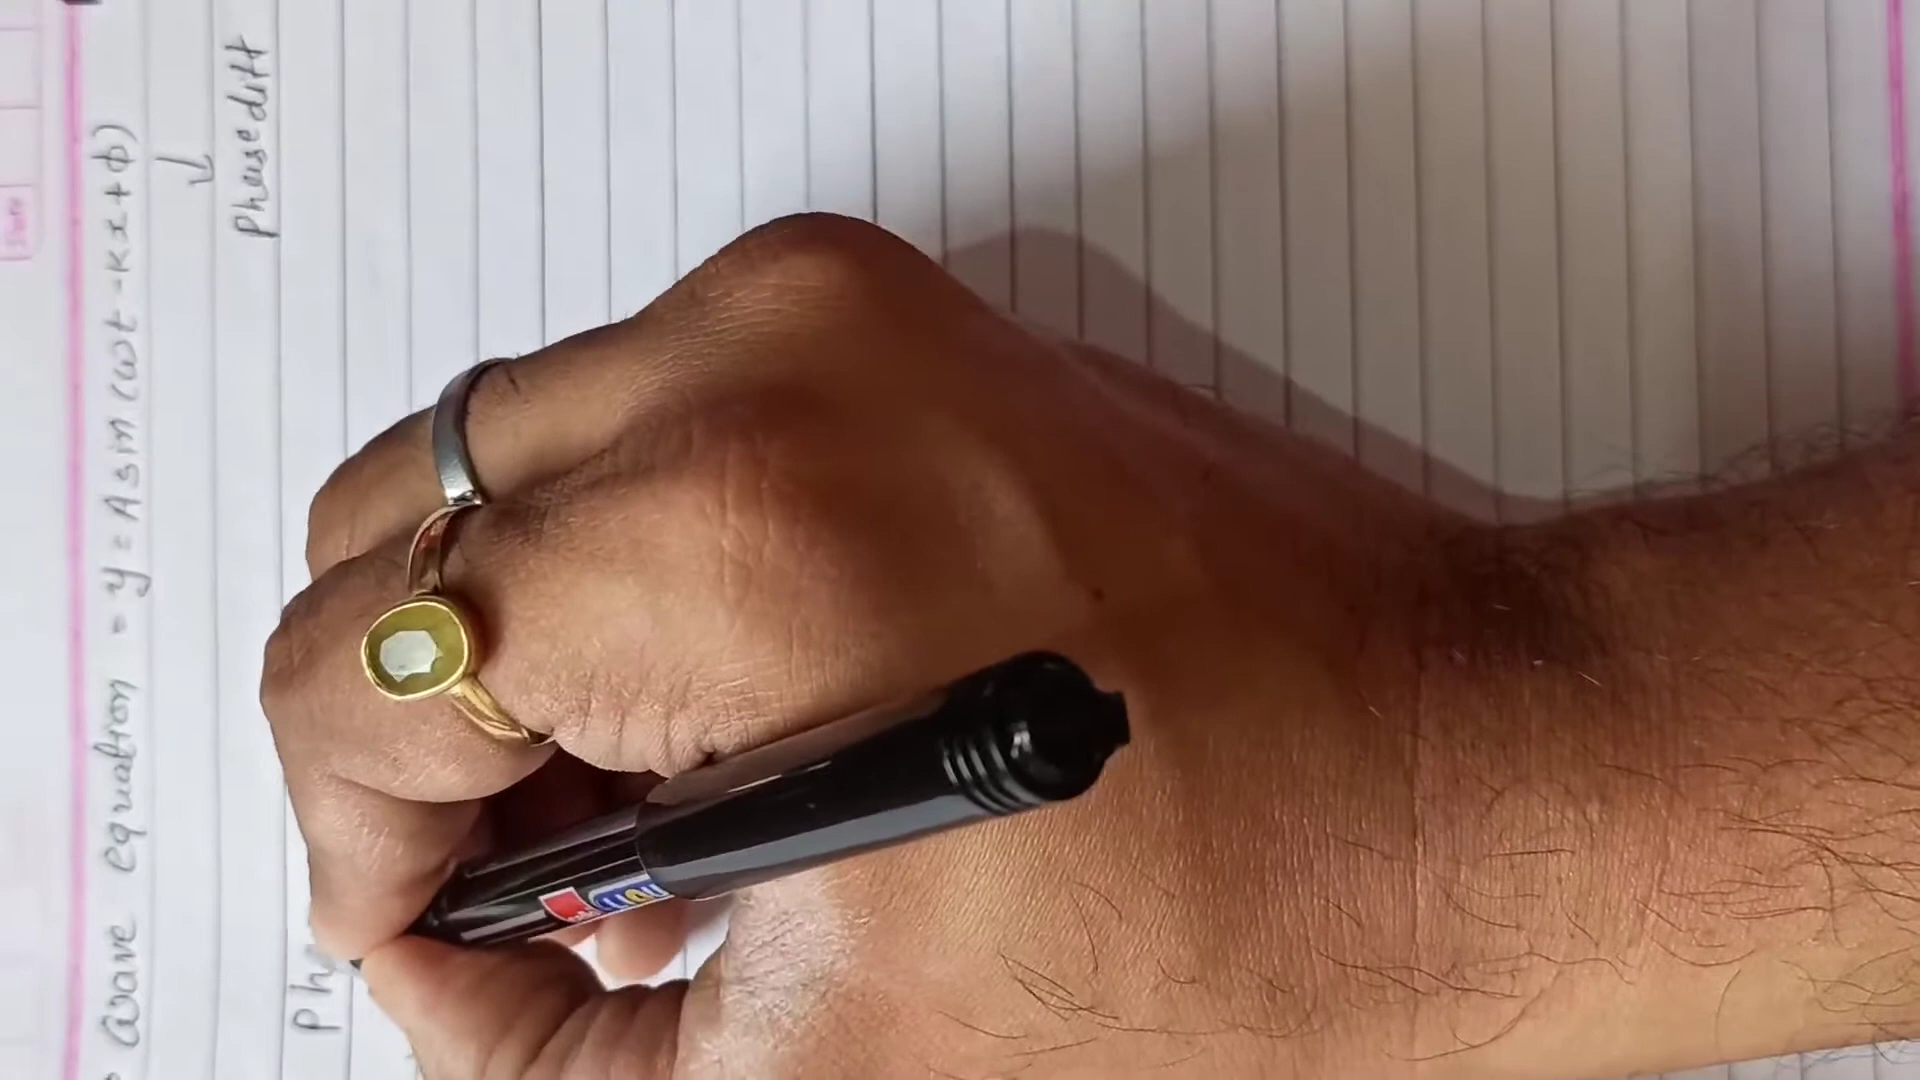 Wave equation = y = A sin (ωt - kx + ϕ)
↓
Phase diff
Ph